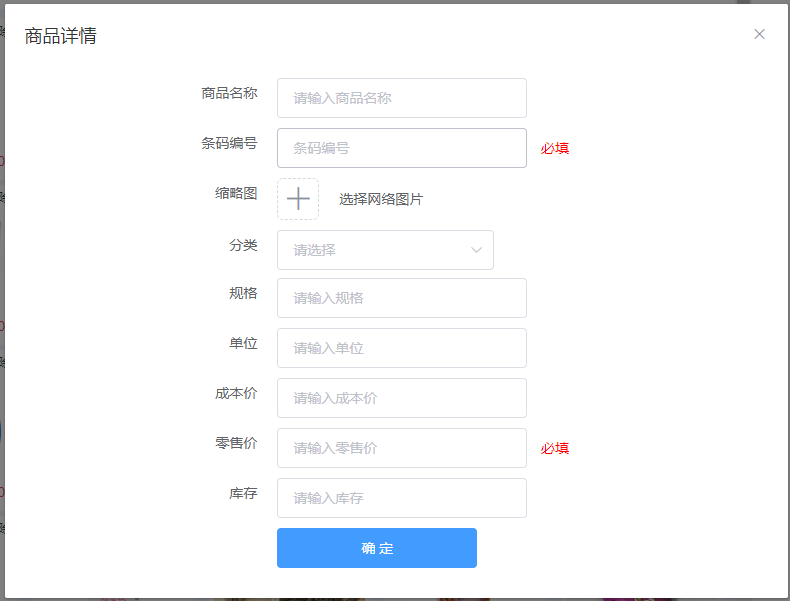 商品详情
商品名称 请输入商品名称
条码编号 条码编号 必填
缩略图 选择网络图片
分类 请选择
规格 请输入规格
单位 请输入单位
成本价 请输入成本价
零售价 请输入零售价 必填
库存 请输入库存
确定